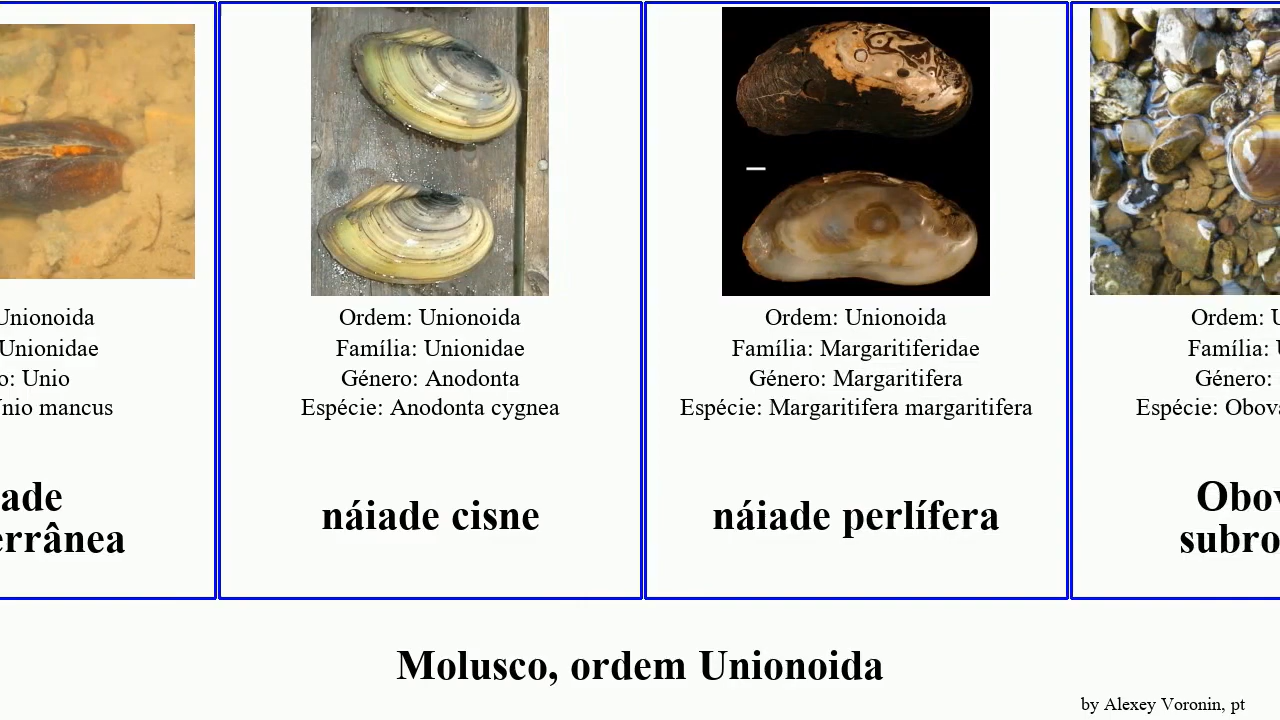 Unionoida
Unionidae
o: Unio
nio mancus
ade
errânea
Ordem: Unionoida
Família: Unionidae
Género: Anodonta
Espécie: Anodonta cygnea
náiade cisne
Ordem: Unionoida
Família: Margaritiferidae
Género: Margaritifera
Espécie: Margaritifera margaritifera
náiade perlífera
Ordem: U
Família: U
Género:
Espécie: Obova
Obov
subro
Molusco, ordem Unionoida
by Alexey Voronin, pt